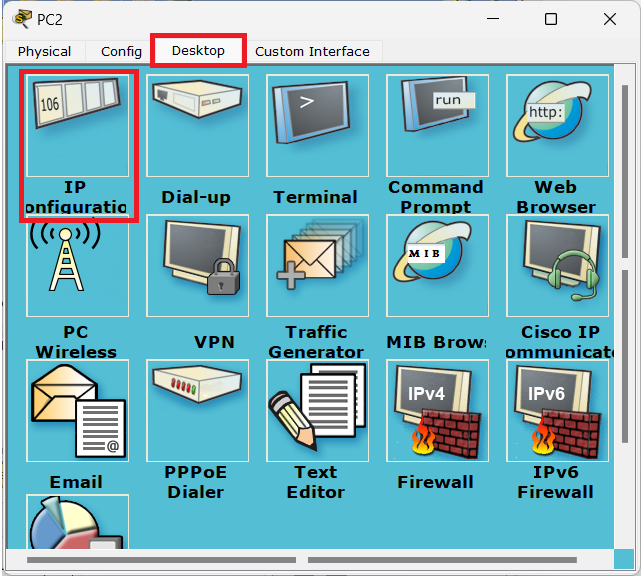 PC2
Physical Config Desktop Custom Interface
106
>
run
http:
IP
onfiguratio
Dial-up
Terminal
Command
Prompt
Web
Browser
MIB
PC
Wireless
VPN
Traffic
Generator
MIB Brows
Cisco IP
ommunicato
@
IPv4
IPv6
Email
PPPoE
Dialer
Text
Editor
Firewall
IPv6
Firewall